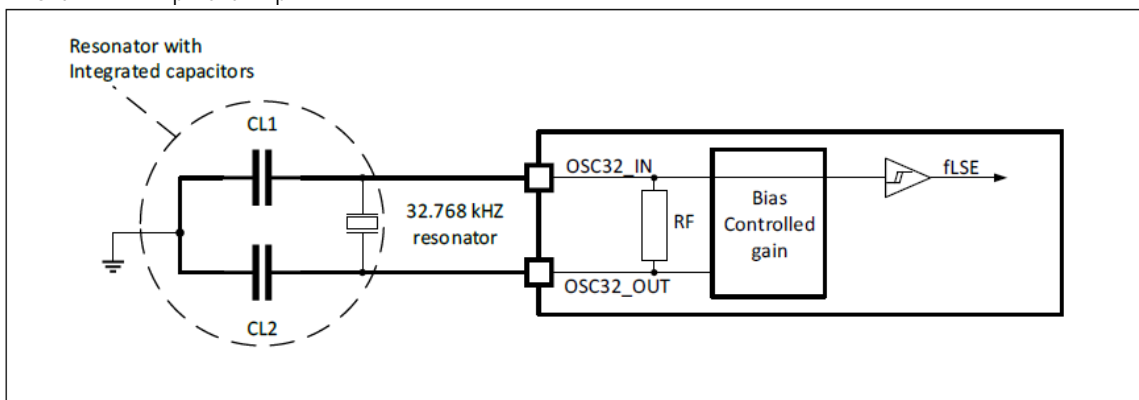 Resonator with
Integrated capacitors
CL1
OSC32_IN
fLSE
32.768 kHZ
resonator
RF
Bias
Controlled
gain
OSC32_OUT
CL2